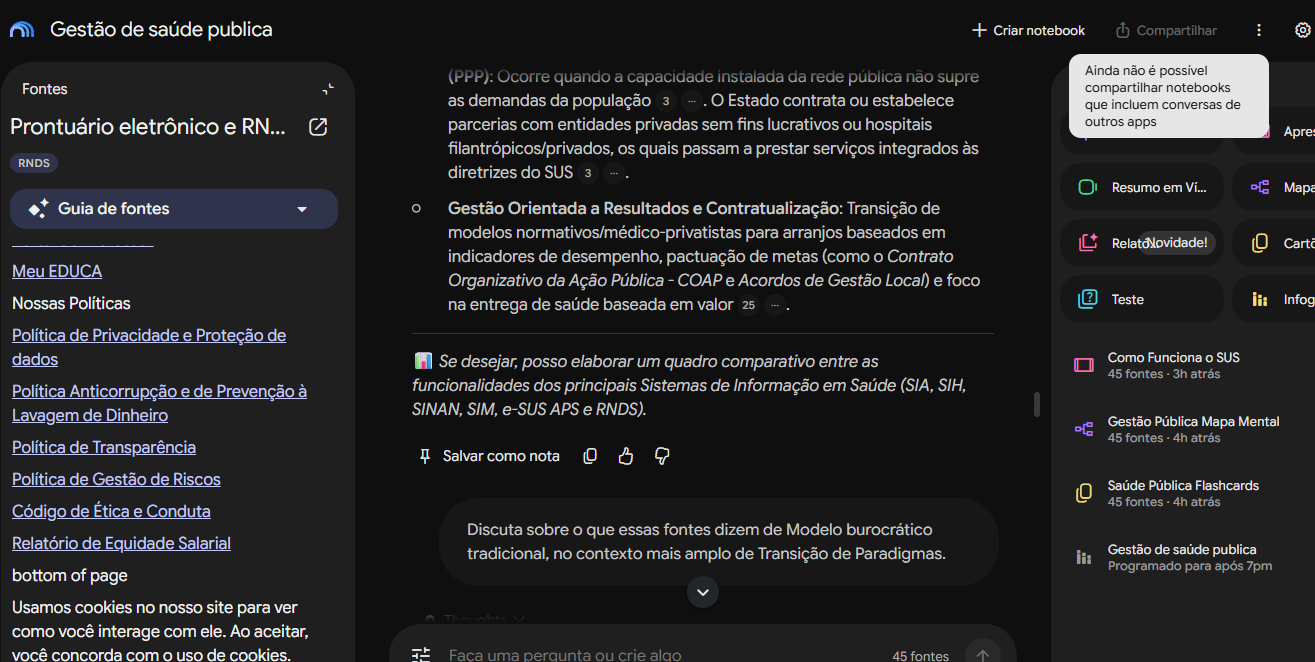 Gestão de saúde publica
Criar notebook
Compartilhar
Ainda não é possível
compartilhar notebooks
que incluem conversas de
outros apps
Fontes
Prontuário eletrônico e RN...
RNDS
Guia de fontes
Meu EDUCA
Nossas Políticas
Política de Privacidade e Proteção de
dados
Política Anticorrupção e de Prevenção à
Lavagem de Dinheiro
Política de Transparência
Política de Gestão de Riscos
Código de Ética e Conduta
Relatório de Equidade Salarial
bottom of page
Usamos cookies no nosso site para ver
como você interage com ele. Ao aceitar,
você concorda com o uso de cookies.
(PPP): Ocorre quando a capacidade instalada da rede pública não supre
as demandas da população 3 ... . O Estado contrata ou estabelece
parcerias com entidades privadas sem fins lucrativos ou hospitais
filantrópicos/privados, os quais passam a prestar serviços integrados às
diretrizes do SUS 3 ... .
Gestão Orientada a Resultados e Contratualização: Transição de
modelos normativos/médico-privatistas para arranjos baseados em
indicadores de desempenho, pactuação de metas (como o Contrato
Organizativo da Ação Pública - COAP e Acordos de Gestão Local) e foco
na entrega de saúde baseada em valor 25 ... .
Se desejar, posso elaborar um quadro comparativo entre as
funcionalidades dos principais Sistemas de Informação em Saúde (SIA, SIH,
SINAN, SIM, e-SUS APS e RNDS).
Salvar como nota
Discuta sobre o que essas fontes dizem de Modelo burocrático
tradicional, no contexto mais amplo de Transição de Paradigmas.
Thoughts
Faça uma pergunta ou crie algo
45 fontes
Apres
Resumo em Ví...
Mapa
Relató...
Novidade!
Cartõ
Teste
Infog
Como Funciona o SUS
45 fontes · 3h atrás
Gestão Pública Mapa Mental
45 fontes · 4h atrás
Saúde Pública Flashcards
45 fontes · 4h atrás
Gestão de saúde publica
Programado para após 7pm